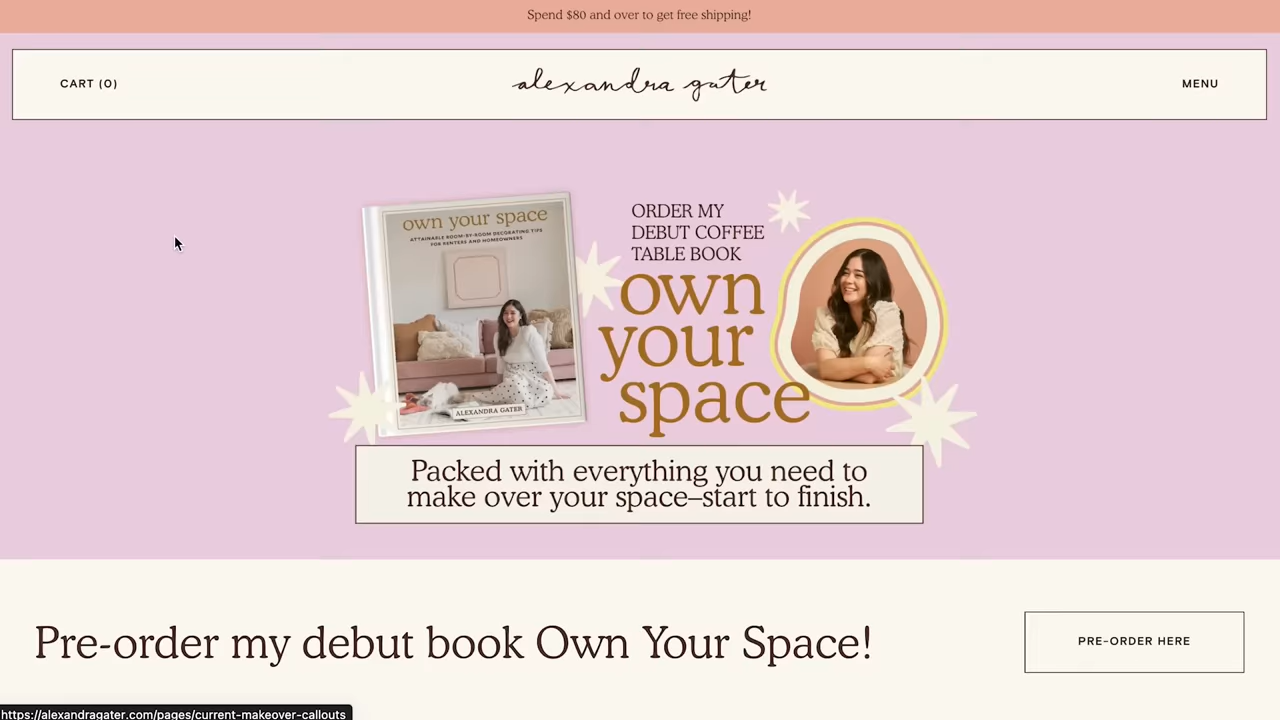 Spend $80 and over to get free shipping!
CART (0)
alexandra gater
MENU
own your space
ATTAINABLE ROOM-BY-ROOM DECORATING TIPS
FOR RENTERS AND HOMEOWNERS
ALEXANDRA GATER
ORDER MY
DEBUT COFFEE
TABLE BOOK
own
your
space
Packed with everything you need to
make over your space–start to finish.
Pre-order my debut book Own Your Space!
PRE-ORDER HERE
https://alexandragater.com/pages/current-makeover-callouts